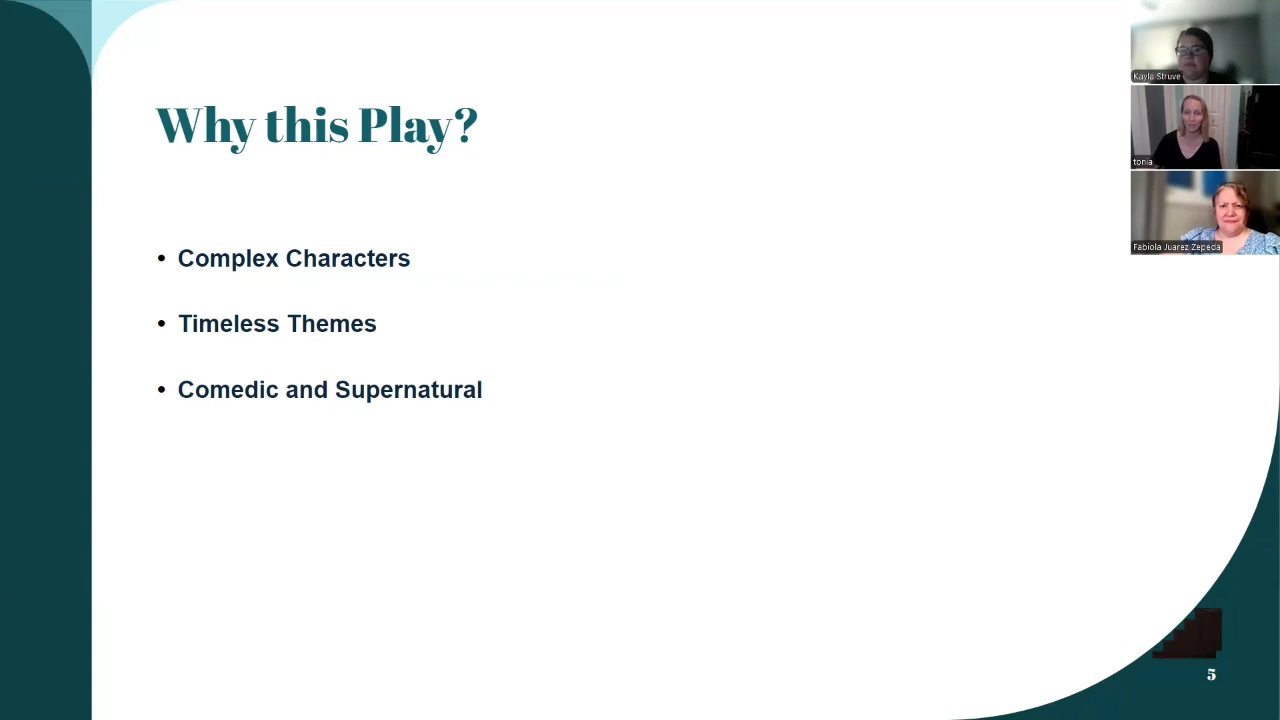 Why this Play?
• Complex Characters
• Timeless Themes
• Comedic and Supernatural
Kayla Struve
tonia
Fabiola Juarez Zepeda
5